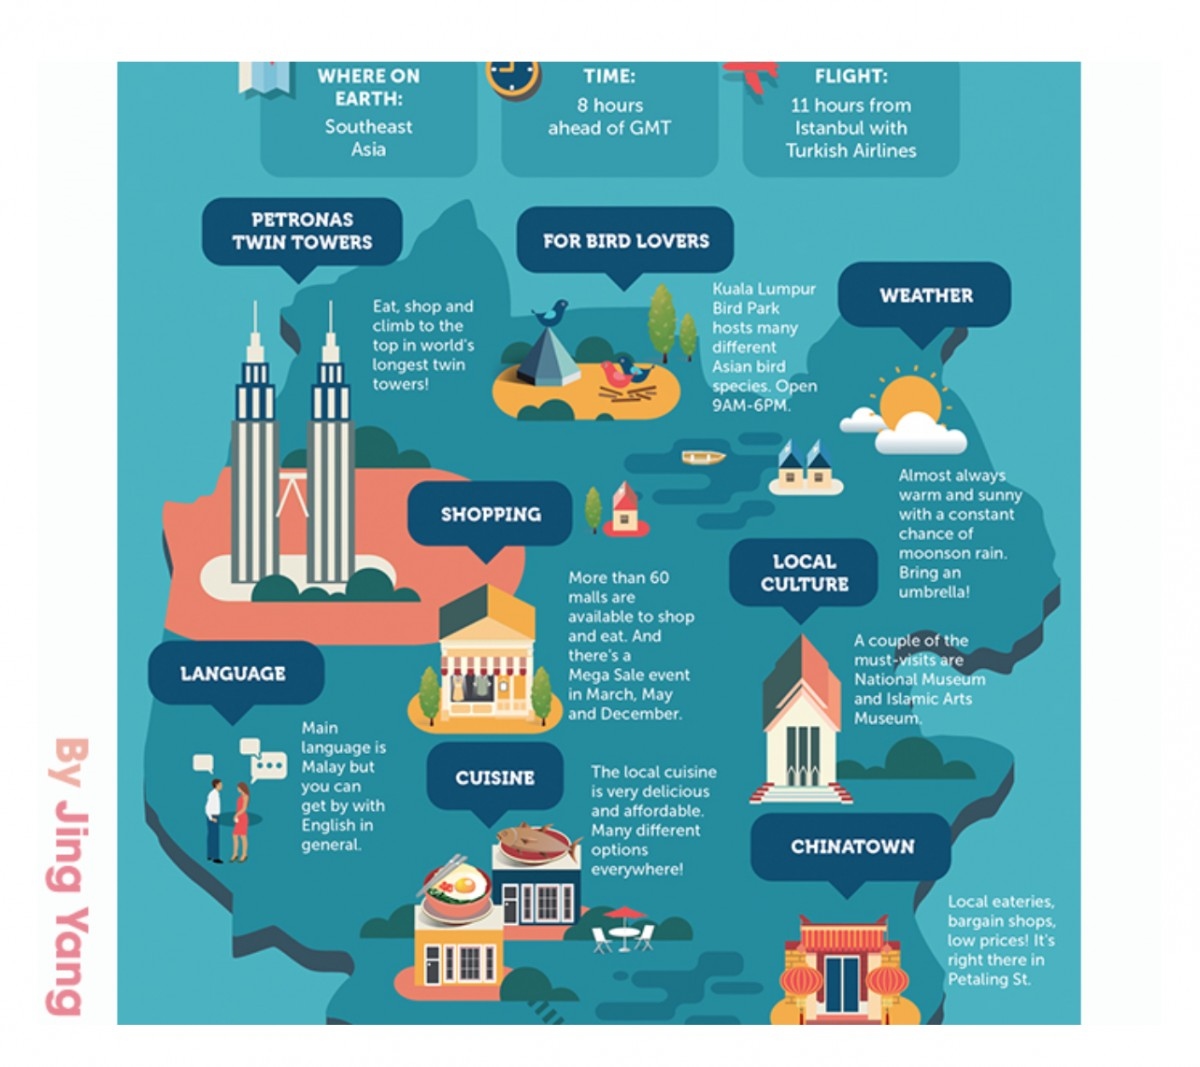 WHERE ON
EARTH:
Southeast
Asia
TIME:
8 hours
ahead of GMT
FLIGHT:
11 hours from
Istanbul with
Turkish Airlines
PETRONAS
TWIN TOWERS
Eat, shop and
climb to the
top in world's
longest twin
towers!
FOR BIRD LOVERS
Kuala Lumpur
Bird Park
hosts many
different
Asian bird
species. Open
9AM-6PM.
WEATHER
Almost always
warm and sunny
with a constant
chance of
moonson rain.
Bring an
umbrella!
SHOPPING
More than 60
malls are
available to shop
and eat. And
there's a
Mega Sale event
in March, May
and December.
LOCAL
CULTURE
A couple of the
must-visits are
National Museum
and Islamic Arts
Museum.
LANGUAGE
Main
language is
Malay but
you can
get by with
English in
general.
CUISINE
The local cuisine
is very delicious
and affordable.
Many different
options
everywhere!
CHINATOWN
Local eateries,
bargain shops,
low prices! It's
right there in
Petaling St.
By Jing Yang